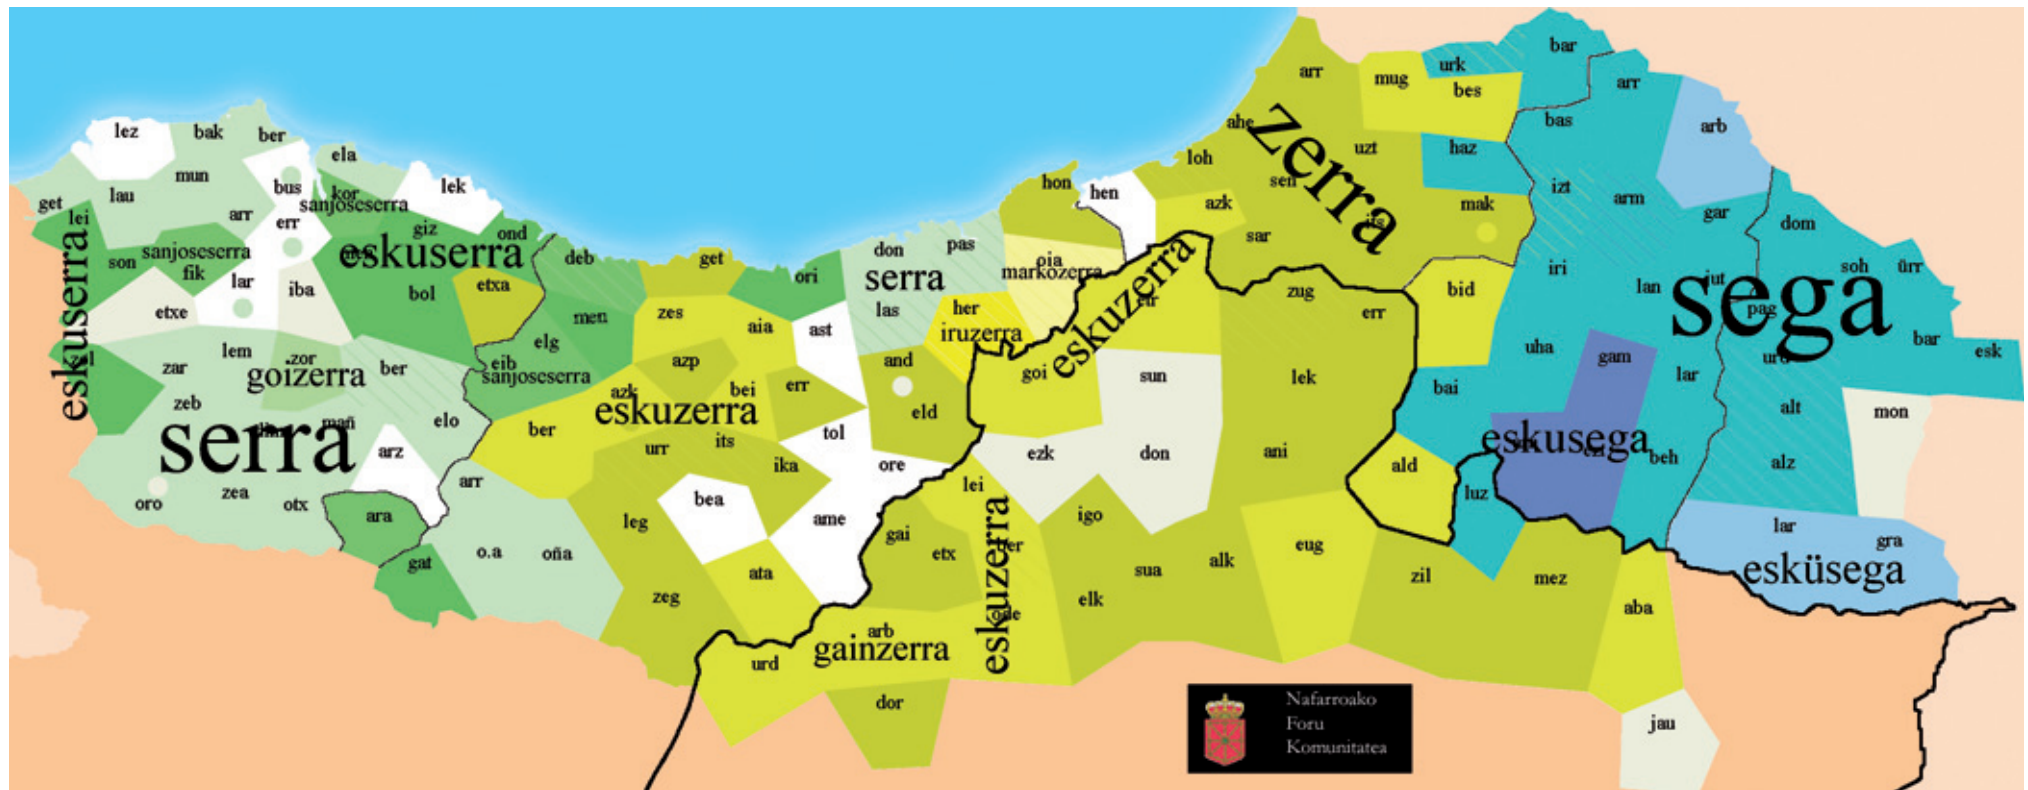 bar
arr
urk
mug
bes
arr
lez
bak
ber
ahe
bas
arb
uzt
haz
ela
loh
mun
sen
zerra
hon
hen
lek
kor
bus
lau
izt
arm
get
lei
sanjoseserra
azk
mak
its
gar
arr
err
giz
ond
dom
sar
sanjoseserra
eskuserra
don
pas
son
fik
deb
get
oia
markozerra
iri
soh
ürr
serra
ori
lar
iba
bol
etxa
eskuzerra
zug
bid
lan
jut
sega
pag
etxe
men
zes
aia
ast
las
her
iruzerra
err
eskuserra
elg
uha
gam
bar
esk
lem
zor
goizerra
ber
eib
sanjoseserra
zar
azp
and
goi
sun
lek
lar
bai
err
bei
azk
zeb
eskuzerra
eld
alt
mon
mañ
elo
ber
serra
its
urr
tol
eskusega
arz
ika
ore
ezk
don
ani
ald
beh
alz
arr
lei
luz
oro
zea
otx
bea
ara
leg
ame
igo
lar
gai
etx
eskuzerra
eug
gra
o.a
oña
gat
ata
sua
alk
zil
mez
esküsega
zeg
elk
aba
arb
gainzerra
urd
dor
jau
Nafarroako
Foru
Komunitatea